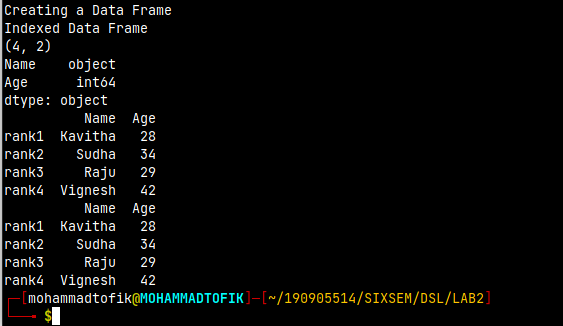 Creating a Data Frame
Indexed Data Frame
(4, 2)
Name    object
Age      int64
dtype: object
          Name  Age
rank1  Kavitha   28
rank2    Sudha   34
rank3     Raju   29
rank4  Vignesh   42
          Name  Age
rank1  Kavitha   28
rank2    Sudha   34
rank3     Raju   29
rank4  Vignesh   42
┌─[mohammadtofik@MOHAMMADTOFIK]─[~/190905514/SIXSEM/DSL/LAB2]
└──╼ $